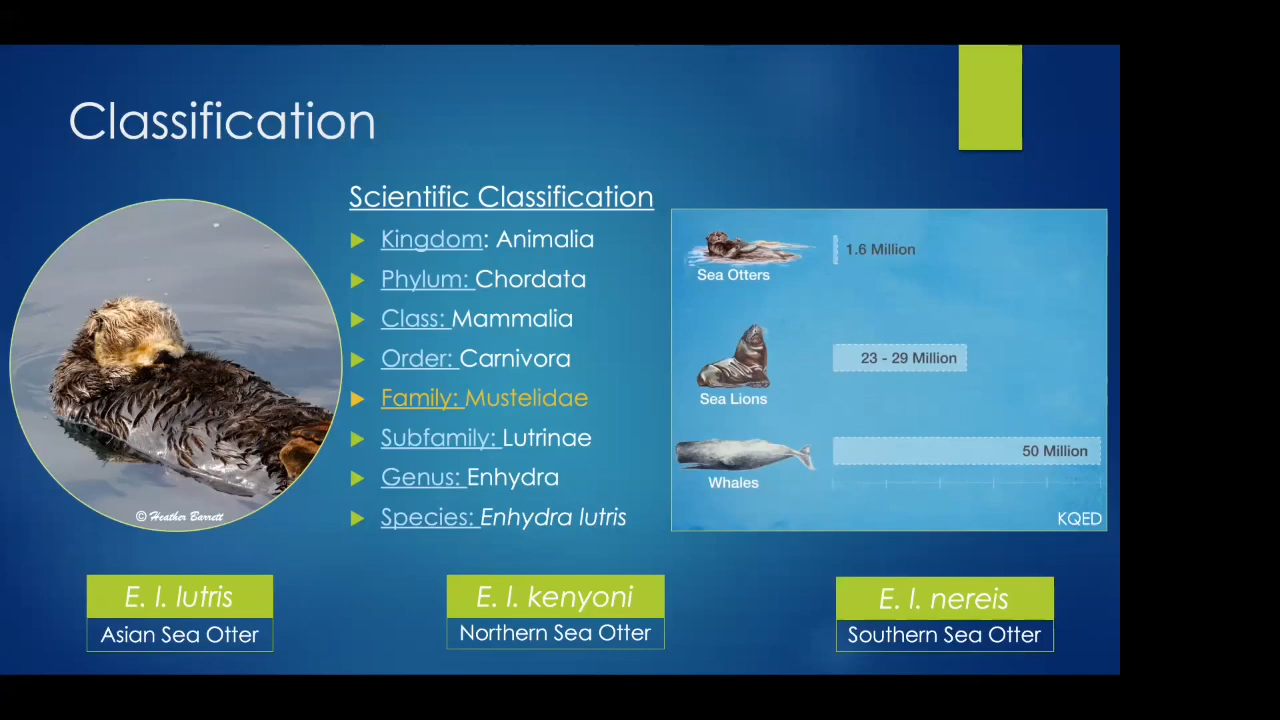 Classification
Scientific Classification
Kingdom: Animalia
Phylum: Chordata
Class: Mammalia
Order: Carnivora
Family: Mustelidae
Subfamily: Lutrinae
Genus: Enhydra
Species: Enhydra lutris
© Heather Barrett
1.6 Million
Sea Otters
23 - 29 Million
Sea Lions
50 Million
Whales
KQED
E. l. lutris
Asian Sea Otter
E. l. kenyoni
Northern Sea Otter
E. l. nereis
Southern Sea Otter